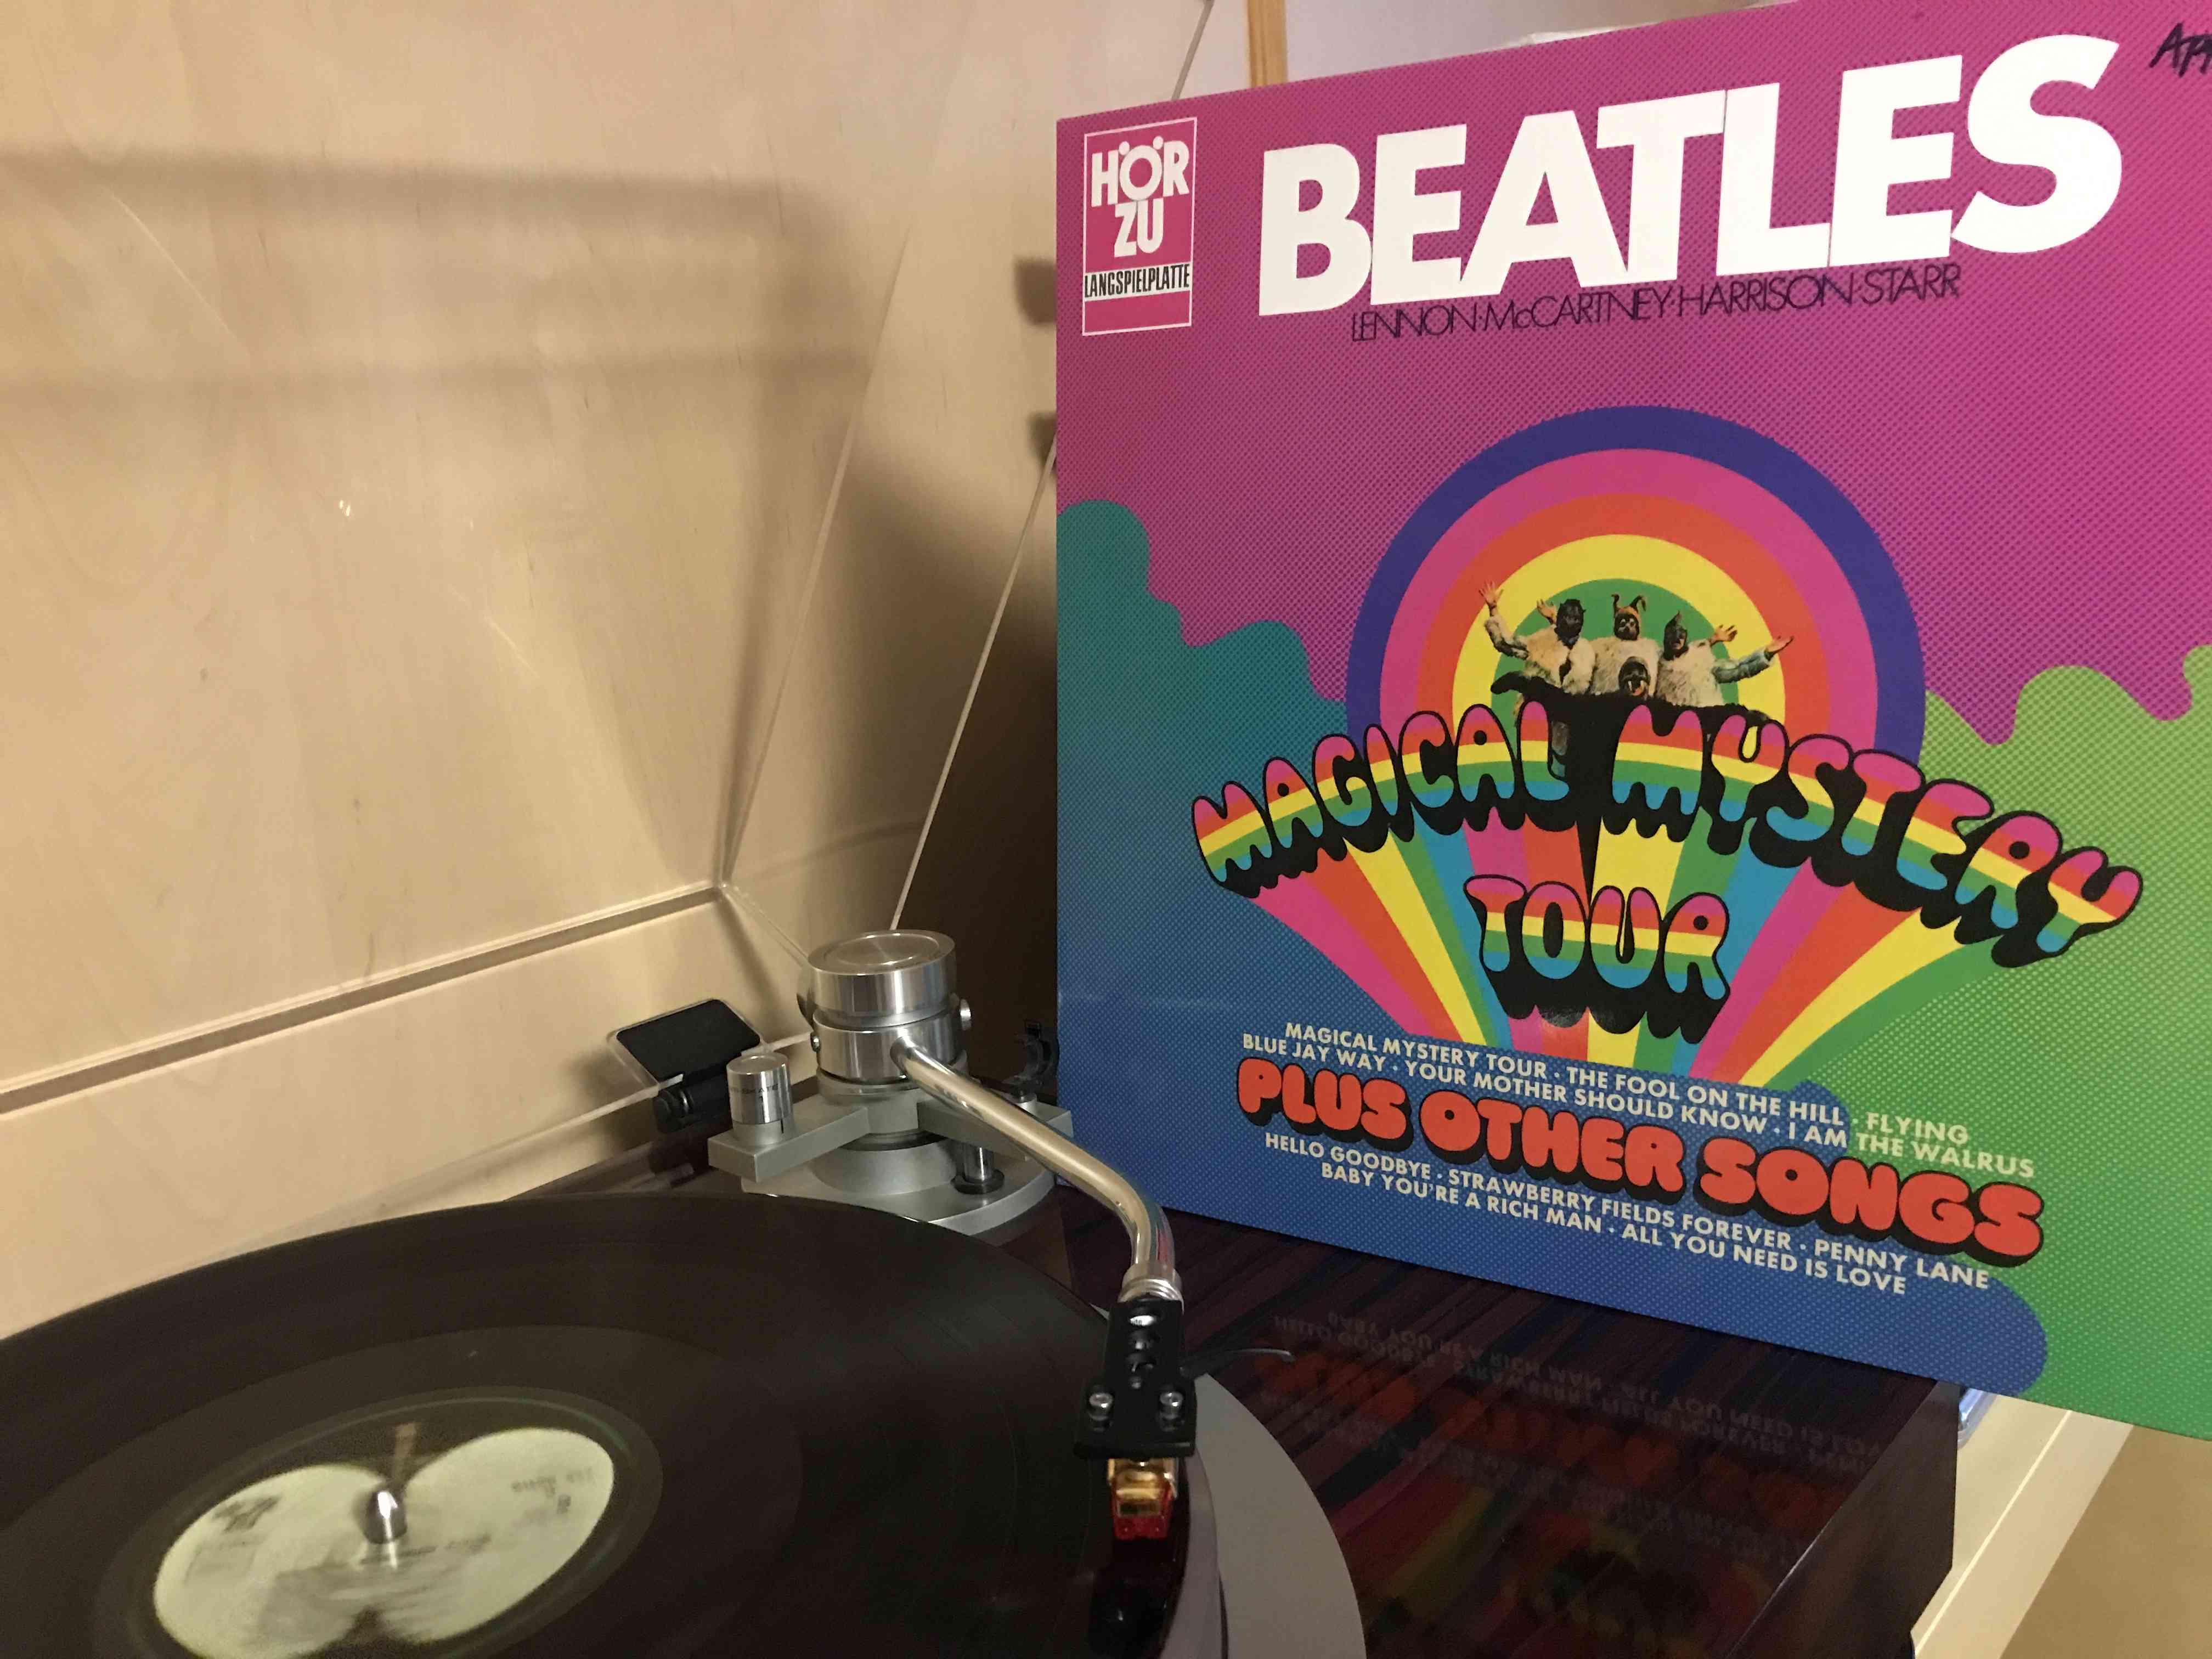 HÖR
ZU
LANGSPIELPLATTE
BEATLES
LENNON·McCARTNEY·HARRISON·STARR
MAGICAL MYSTERY
TOUR
MAGICAL MYSTERY TOUR · THE FOOL ON THE HILL · FLYING
BLUE JAY WAY · YOUR MOTHER SHOULD KNOW · I AM THE WALRUS
PLUS OTHER SONGS
HELLO GOODBYE · STRAWBERRY FIELDS FOREVER · PENNY LANE
BABY YOU'RE A RICH MAN · ALL YOU NEED IS LOVE